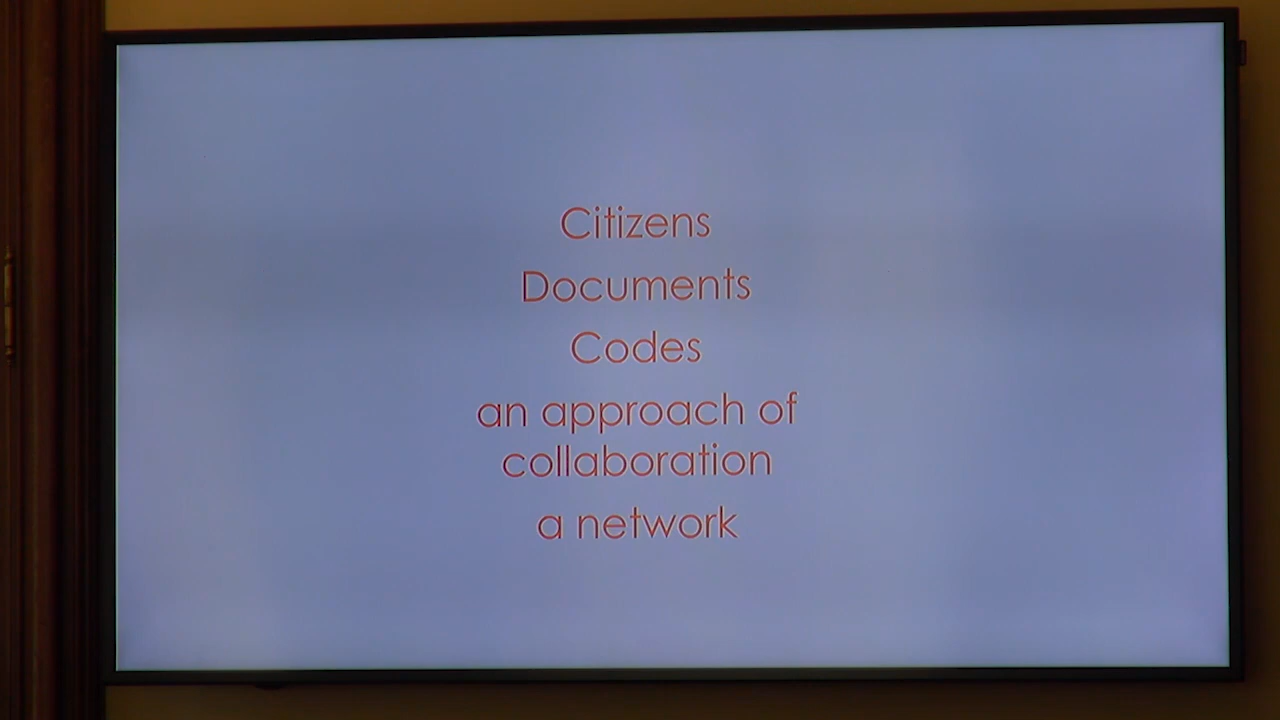 Citizens
Documents
Codes
an approach of
collaboration
a network